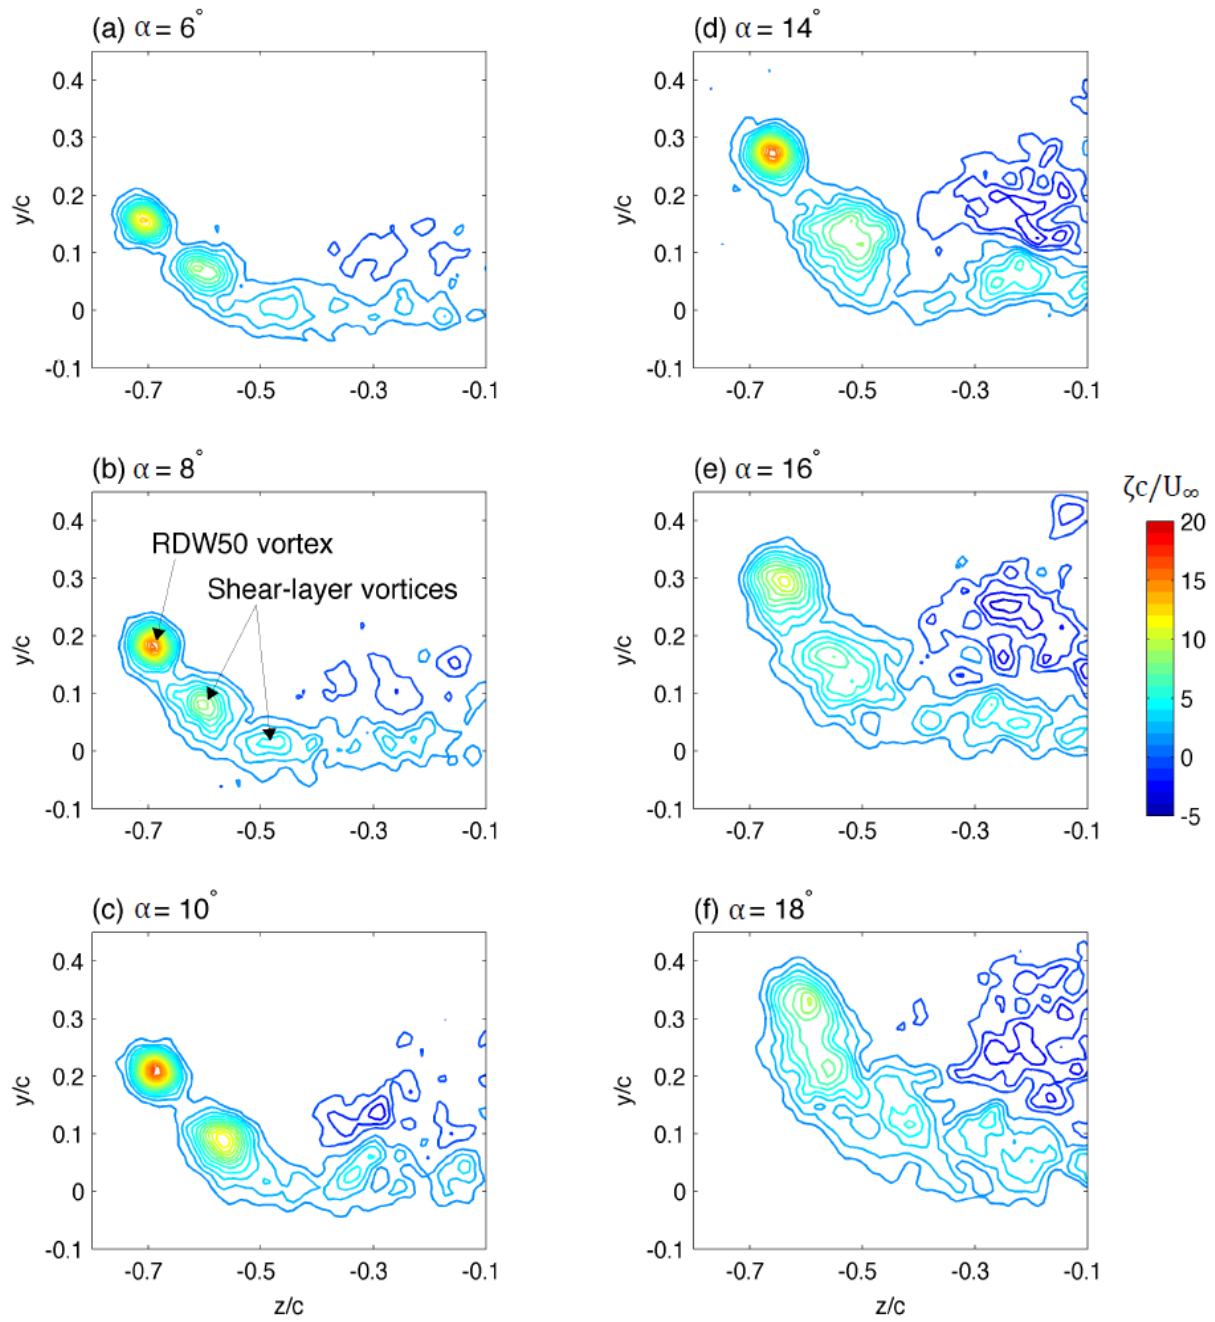 (a) α = 6°
0.4
0.3
0.2
0.1
0
-0.1
y/c
-0.7 -0.5 -0.3 -0.1
(d) α = 14°
0.4
0.3
0.2
0.1
0
-0.1
y/c
-0.7 -0.5 -0.3 -0.1
(b) α = 8°
RDW50 vortex
Shear-layer vortices
0.4
0.3
0.2
0.1
0
-0.1
y/c
-0.7 -0.5 -0.3 -0.1
(e) α = 16°
0.4
0.3
0.2
0.1
0
-0.1
y/c
-0.7 -0.5 -0.3 -0.1
ζc/U∞
20
15
10
5
0
-5
(c) α = 10°
0.4
0.3
0.2
0.1
0
-0.1
y/c
-0.7 -0.5 -0.3 -0.1
z/c
(f) α = 18°
0.4
0.3
0.2
0.1
0
-0.1
y/c
-0.7 -0.5 -0.3 -0.1
z/c